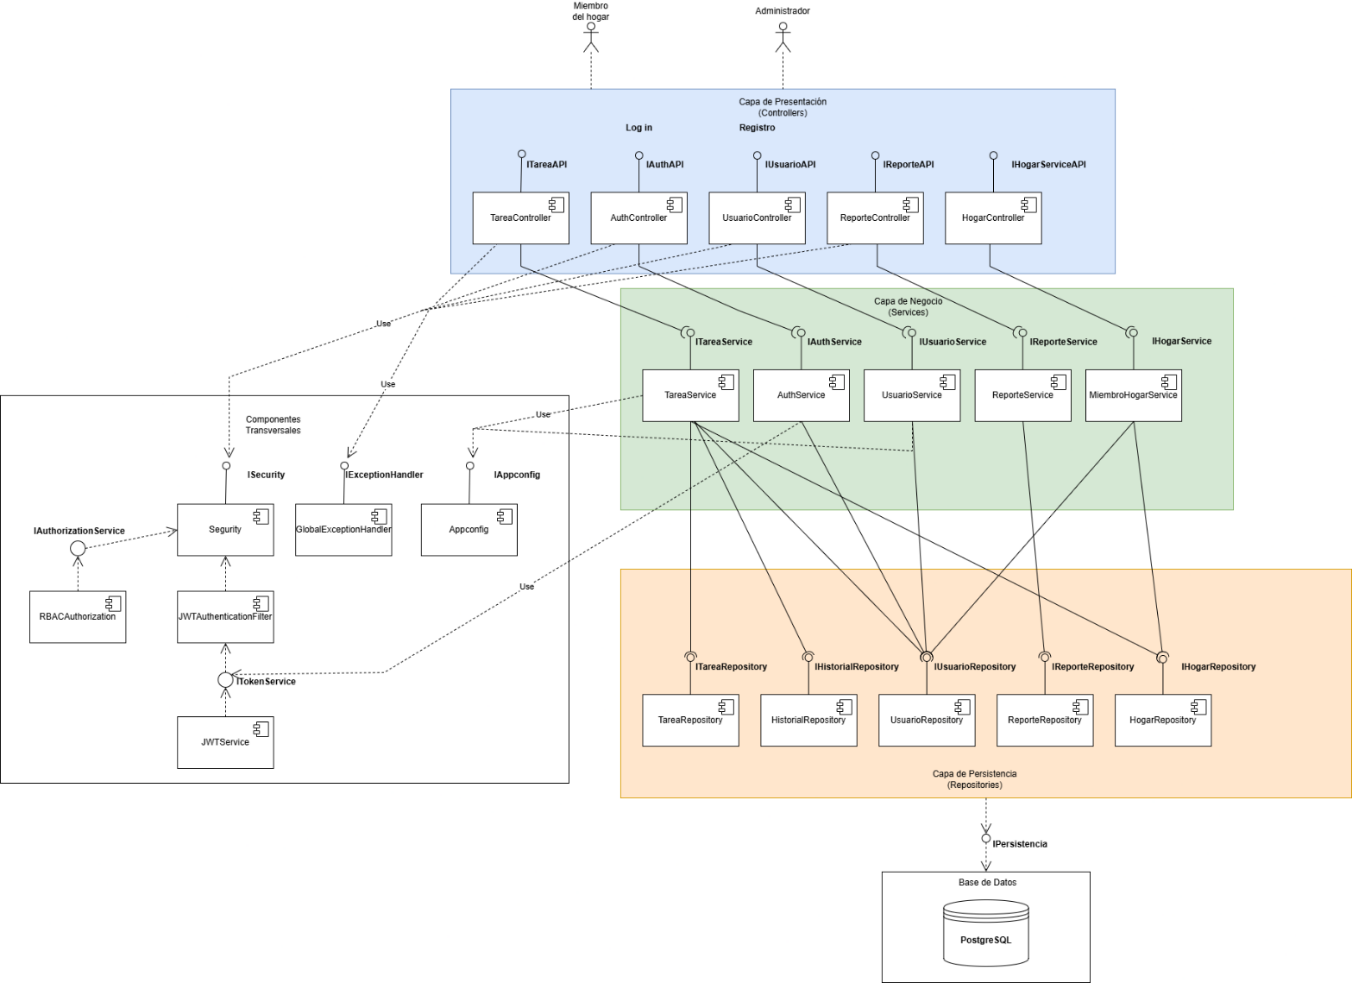 Miembro
del hogar
Administrador
Capa de Presentación
(Controllers)
Log in
Registro
ITareaAPI
IAuthAPI
IUsuarioAPI
IReporteAPI
IHogarServiceAPI
TareaController
AuthController
UsuarioController
ReporteController
HogarController
Capa de Negocio
(Services)
Use
ITareaService
IAuthService
IUsuarioService
IReporteService
IHogarService
Use
TareaService
AuthService
UsuarioService
ReporteService
MiembroHogarService
Use
Componentes
Transversales
ISecurity
IExceptionHandler
IAppconfig
IAuthorizationService
Segurity
GlobalExceptionHandler
Appconfig
Use
RBACAuthorization
JWTAuthenticationFilter
ITokenService
JWTService
ITareaRepository
IHistorialRepository
IUsuarioRepository
IReporteRepository
IHogarRepository
TareaRepository
HistorialRepository
UsuarioRepository
ReporteRepository
HogarRepository
Capa de Persistencia
(Repositories)
IPersistencia
Base de Datos
PostgreSQL